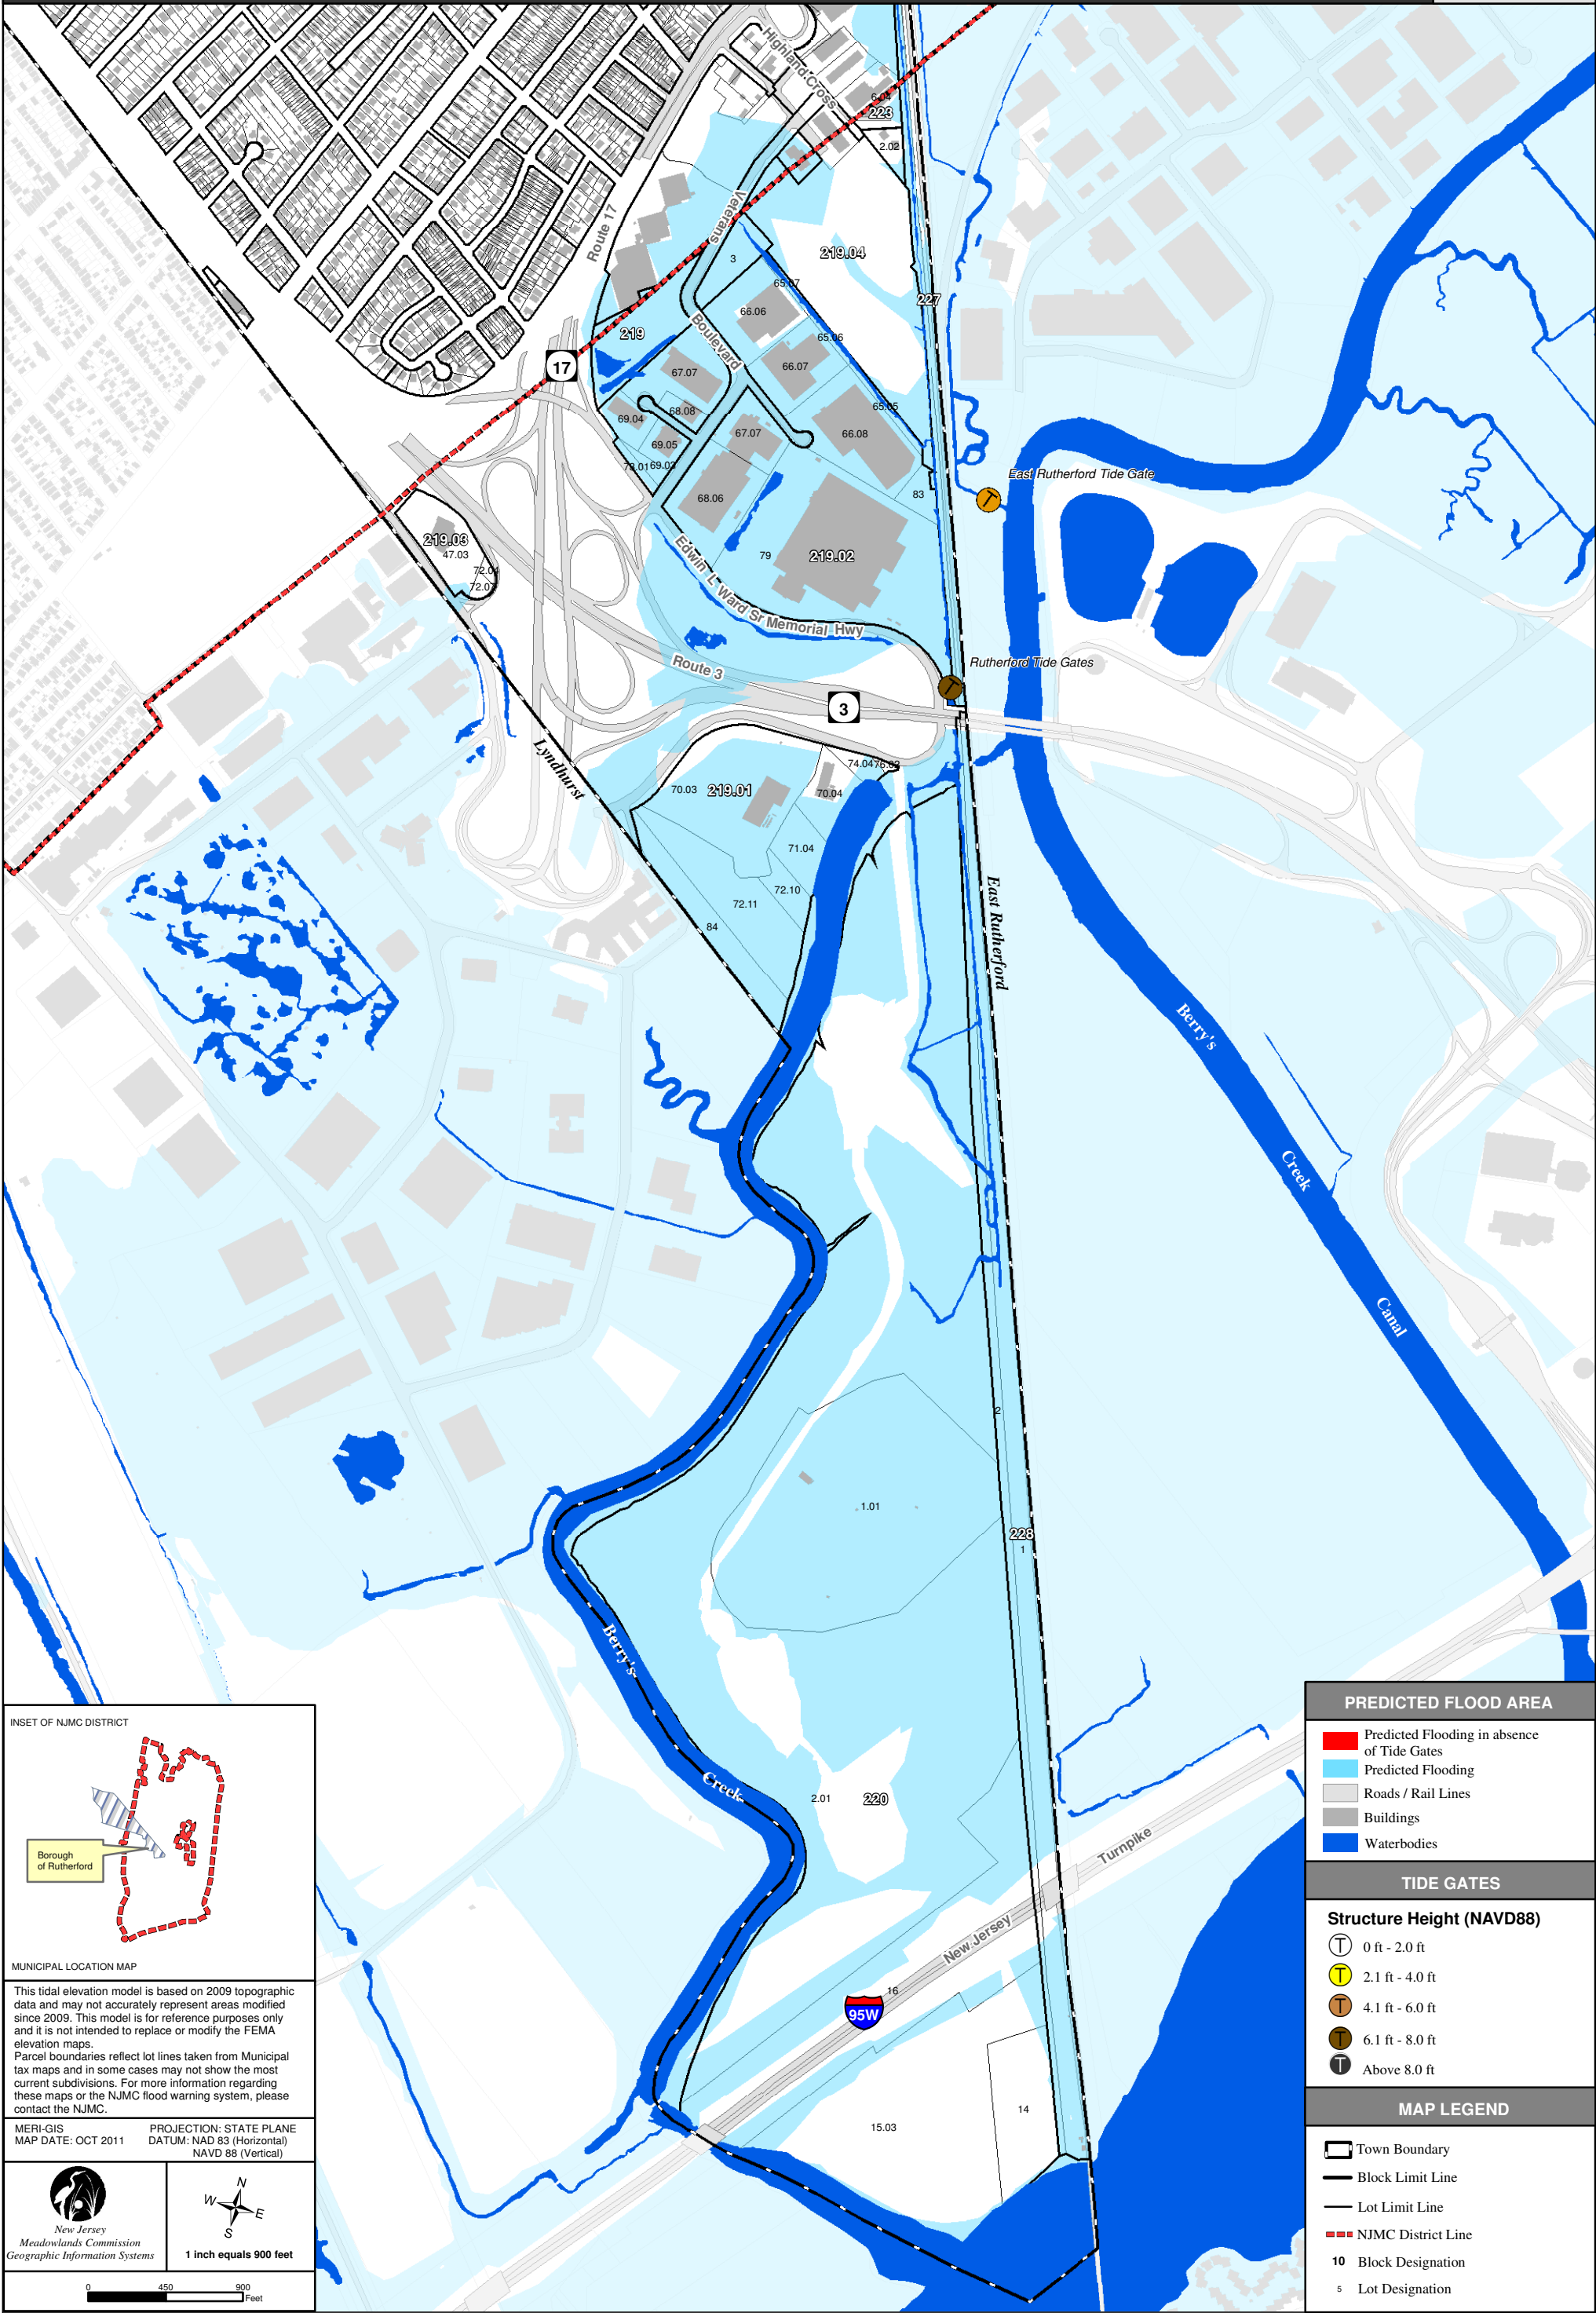 Highland Cross
6.04
223
2.02
Route 17
Veterans
3
219.04
65.07
227
66.06
219
Boulevard
65.06
17
67.07
66.07
68.08
65.05
69.04
67.07
66.08
69.05
69.03
East Rutherford Tide Gate
68.06
83
219.03
47.03
79
219.02
72.04
72.07
Edwin L Ward Sr Memorial Hwy
Route 3
Rutherford Tide Gates
3
Lyndhurst
74.04
70.03
219.01
70.04
71.04
72.10
72.11
84
East Rutherford
Berry's
Creek
Canal
2
1.01
228
1
Berry's
Creek
2.01
220
Turnpike
New Jersey
16
95W
14
15.03
INSET OF NJMC DISTRICT
Borough
of Rutherford
MUNICIPAL LOCATION MAP
This tidal elevation model is based on 2009 topographic
data and may not accurately represent areas modified
since 2009. This model is for reference purposes only
and it is not intended to replace or modify the FEMA
elevation maps.
Parcel boundaries reflect lot lines taken from Municipal
tax maps and in some cases may not show the most
current subdivisions. For more information regarding
these maps or the NJMC flood warning system, please
contact the NJMC.
MERI-GIS PROJECTION: STATE PLANE
MAP DATE: OCT 2011 DATUM: NAD 83 (Horizontal)
NAVD 88 (Vertical)
New Jersey
Meadowlands Commission
Geographic Information Systems
N
W
E
S
1 inch equals 900 feet
0 450 900
Feet
PREDICTED FLOOD AREA
Predicted Flooding in absence
of Tide Gates
Predicted Flooding
Roads / Rail Lines
Buildings
Waterbodies
TIDE GATES
Structure Height (NAVD88)
T 0 ft - 2.0 ft
T 2.1 ft - 4.0 ft
T 4.1 ft - 6.0 ft
T 6.1 ft - 8.0 ft
T Above 8.0 ft
MAP LEGEND
Town Boundary
Block Limit Line
Lot Limit Line
NJMC District Line
10 Block Designation
5 Lot Designation